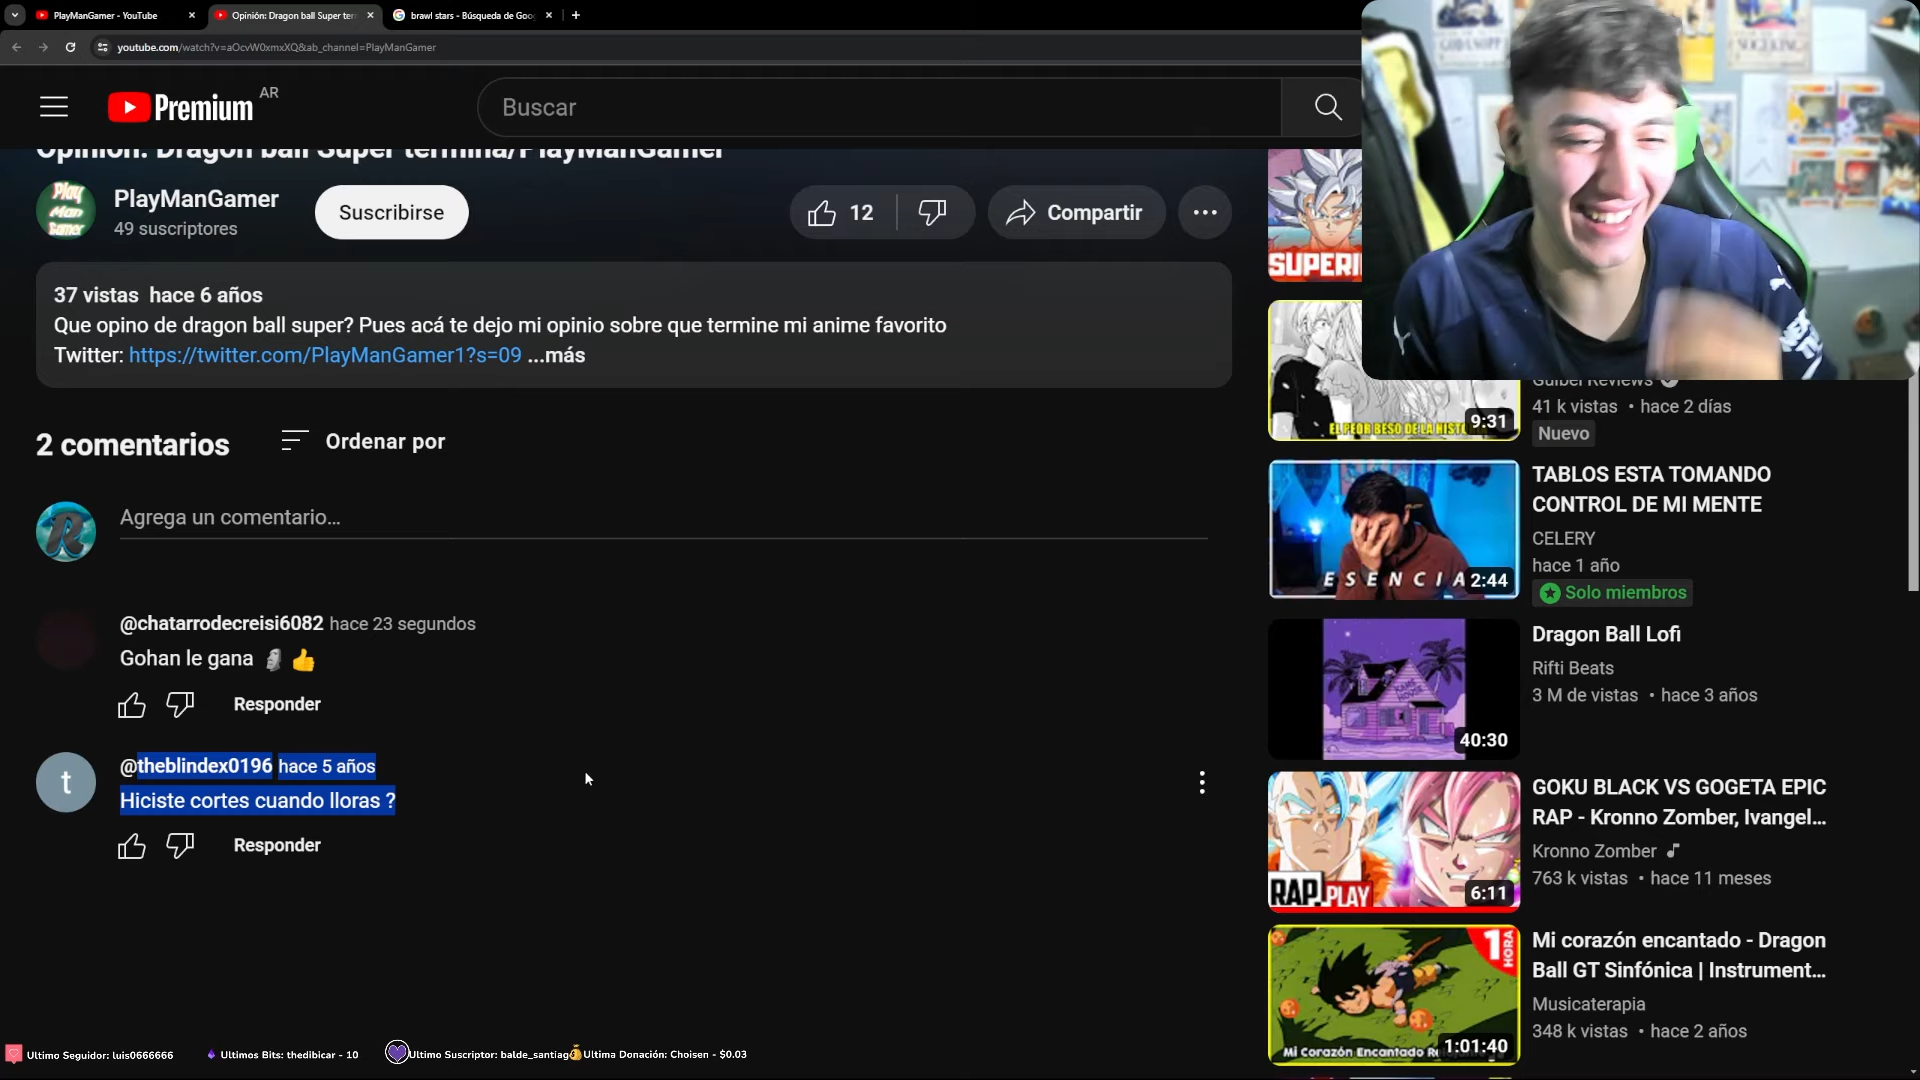 PlayManGamer - YouTube
Opinión: Dragon ball Super ter
brawl stars - Búsqueda de Goo
youtube.com/watch?v=aOcvW0xmxXQ&ab_channel=PlayManGamer
Premium AR
Buscar
Opinión: Dragon ball Super termina/PlayManGamer
PlayManGamer
49 suscriptores
Suscribirse
12
Compartir
37 vistas hace 6 años
Que opino de dragon ball super? Pues acá te dejo mi opinio sobre que termine mi anime favorito
Twitter: https://twitter.com/PlayManGamer1?s=09 ...más
2 comentarios
Ordenar por
Agrega un comentario...
@chatarrodecreisi6082 hace 23 segundos
Gohan le gana 🗿👍
Responder
@theblindex0196 hace 5 años
Hiciste cortes cuando lloras ?
Responder
Play
Man
Gamer
t
SUPERI
EL PEOR BESO DE LA HIST
9:31
Guibel Reviews
41 k vistas • hace 2 días
Nuevo
ESENCIA
2:44
TABLOS ESTA TOMANDO
CONTROL DE MI MENTE
CELERY
hace 1 año
Solo miembros
40:30
Dragon Ball Lofi
Rifti Beats
3 M de vistas • hace 3 años
RAP PLAY
6:11
GOKU BLACK VS GOGETA EPIC
RAP - Kronno Zomber, Ivangel...
Kronno Zomber
763 k vistas • hace 11 meses
1 HORA
Mi Corazón Encantado
1:01:40
Mi corazón encantado - Dragon
Ball GT Sinfónica | Instrument...
Musicaterapia
348 k vistas • hace 2 años
Ultimo Seguidor: luis0666666
Ultimos Bits: thedibicar - 10
Ultimo Suscriptor: balde_santiag
Ultima Donación: Choisen - $0.03